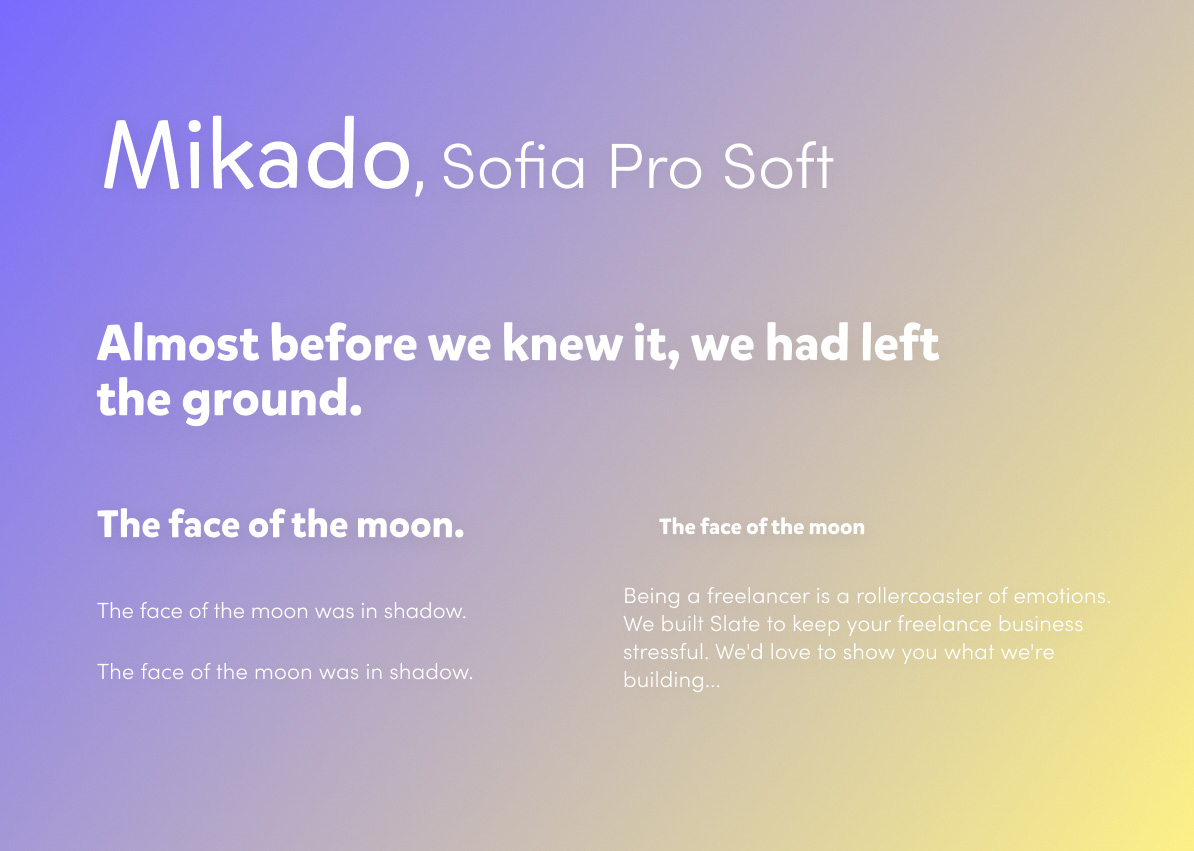 Mikado, Sofia Pro Soft
Almost before we knew it, we had left
the ground.
The face of the moon.
The face of the moon was in shadow.
The face of the moon was in shadow.
The face of the moon
Being a freelancer is a rollercoaster of emotions.
We built Slate to keep your freelance business
stressful. We'd love to show you what we're
building...